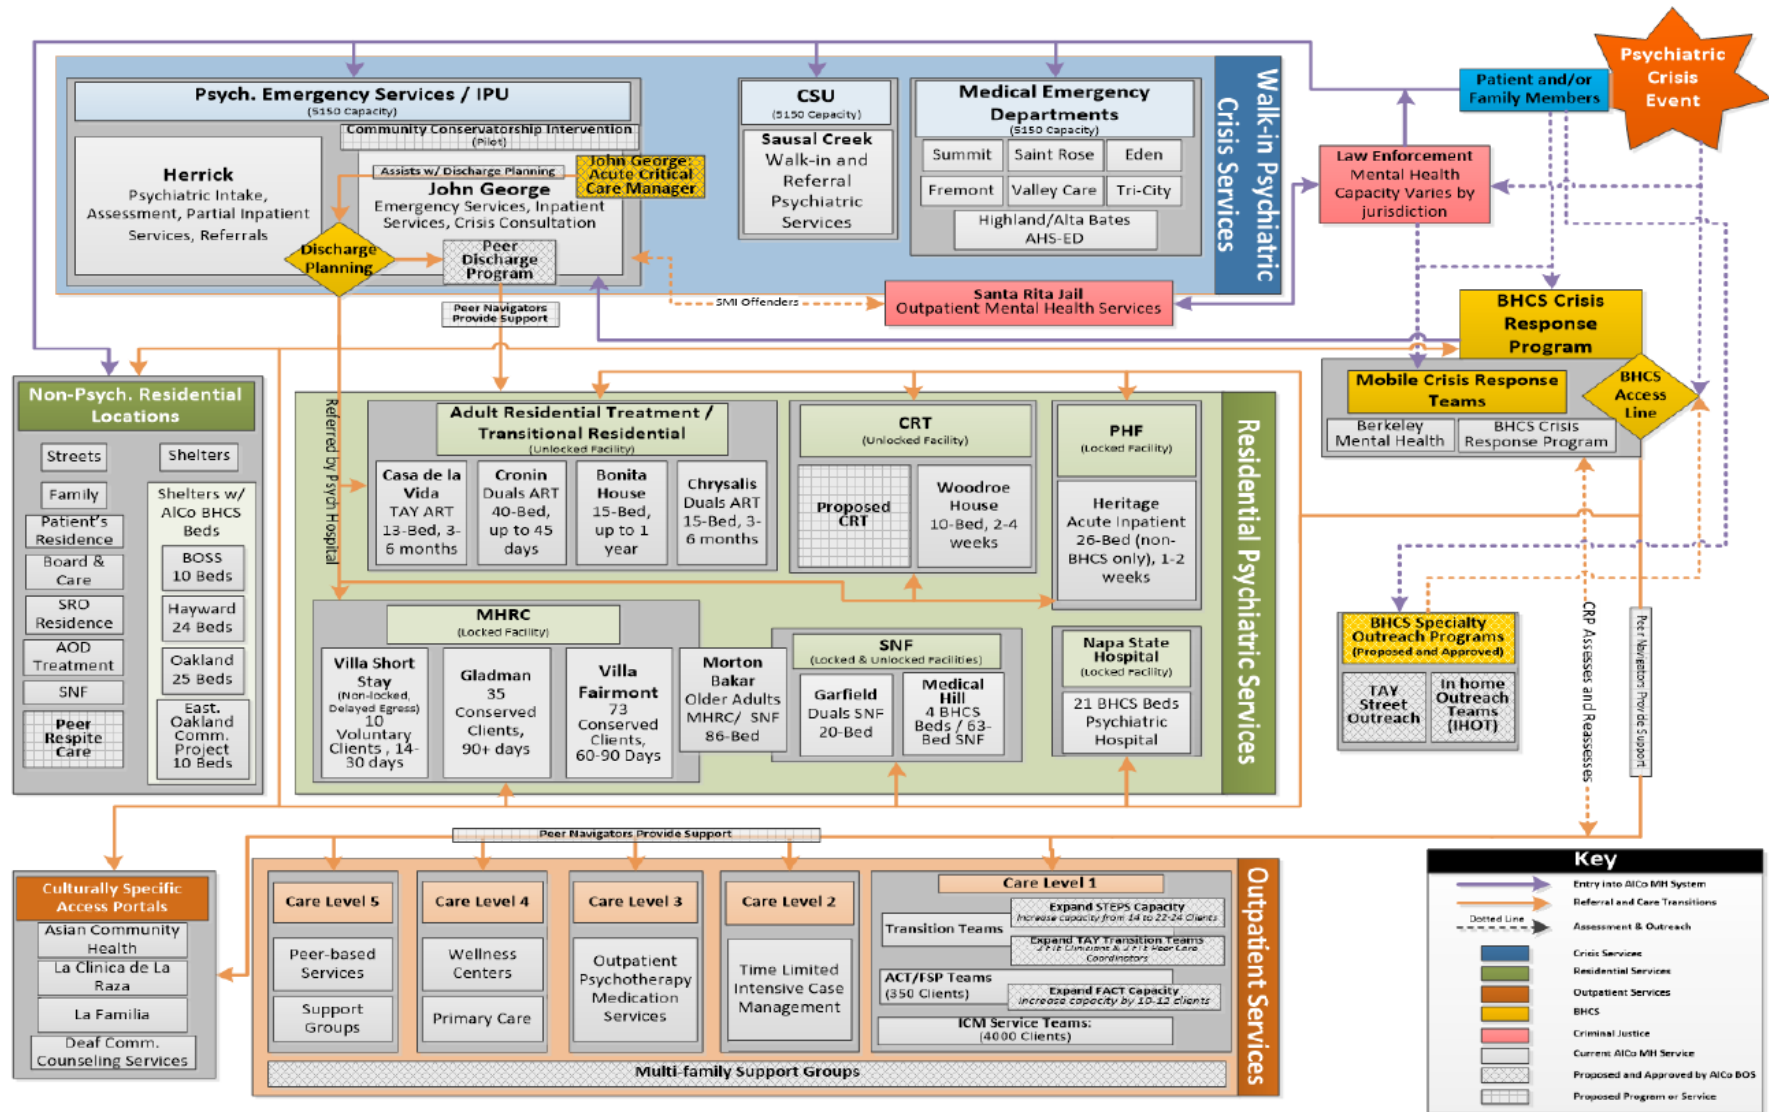 Psychiatric
Crisis
Event
Patient and/or
Family Members
Law Enforcement
Mental Health
Capacity Varies by
jurisdiction
Walk-in Psychiatric
Crisis Services
Psych. Emergency Services / IPU
(5150 Capacity)
Community Conservatorship Intervention
(Pilot)
Herrick
Psychiatric Intake,
Assessment, Partial Inpatient
Services, Referrals
Assists w/ Discharge Planning
John George:
Acute Critical
Care Manager
John George
Emergency Services, Inpatient
Services, Crisis Consultation
Discharge
Planning
Peer
Discharge
Program
CSU
(5150 Capacity)
Sausal Creek
Walk-in and
Referral
Psychiatric
Services
Medical Emergency
Departments
(5150 Capacity)
Summit
Saint Rose
Eden
Fremont
Valley Care
Tri-City
Highland/Alta Bates
AHS-ED
SMI Offenders
Santa Rita Jail
Outpatient Mental Health Services
Peer Navigators
Provide Support
BHCS Crisis
Response
Program
Mobile Crisis Response
Teams
Berkeley
Mental Health
BHCS Crisis
Response Program
BHCS
Access
Line
Non-Psych. Residential
Locations
Streets
Family
Patient's
Residence
Board &
Care
SRO
Residence
AOD
Treatment
SNF
Peer
Respite
Care
Shelters
Shelters w/
AlCo BHCS
Beds
BOSS
10 Beds
Hayward
24 Beds
Oakland
25 Beds
East.
Oakland
Comm.
Project
10 Beds
Referred by Psych Hospital
Residential Psychiatric Services
Adult Residential Treatment /
Transitional Residential
(Unlocked Facility)
Casa de la
Vida
TAY ART
13-Bed, 3-
6 months
Cronin
Duals ART
40-Bed,
up to 45
days
Bonita
House
15-Bed,
up to 1
year
Chrysalis
Duals ART
15-Bed, 3-
6 months
CRT
(Unlocked Facility)
Proposed
CRT
Woodroe
House
10-Bed, 2-4
weeks
PHF
(Locked Facility)
Heritage
Acute Inpatient
26-Bed (non-
BHCS only), 1-2
weeks
MHRC
(Locked Facility)
Villa Short
Stay
(Non-locked,
Delayed Egress)
10
Voluntary
Clients , 14-
30 days
Gladman
35
Conserved
Clients,
90+ days
Villa
Fairmont
73
Conserved
Clients,
60-90 Days
Morton
Bakar
Older Adults
MHRC/ SNF
86-Bed
SNF
(Locked & Unlocked Facilities)
Garfield
Duals SNF
20-Bed
Medical
Hill
4 BHCS
Beds / 63-
Bed SNF
Napa State
Hospital
(Locked Facility)
21 BHCS Beds
Psychiatric
Hospital
BHCS Specialty
Outreach Programs
(Proposed and Approved)
TAY
Street
Outreach
In home
Outreach
Teams
(IHOT)
CRP Assesses and Reassesses
Peer Navigators Provide Support
Peer Navigators Provide Support
Culturally Specific
Access Portals
Asian Community
Health
La Clinica de La
Raza
La Familia
Deaf Comm.
Counseling Services
Outpatient Services
Care Level 5
Peer-based
Services
Support
Groups
Care Level 4
Wellness
Centers
Primary Care
Care Level 3
Outpatient
Psychotherapy
Medication
Services
Care Level 2
Time Limited
Intensive Case
Management
Care Level 1
Transition Teams
Expand STEPS Capacity
Increase capacity from 14 to 22-24 Clients
Expand TAY Transition Teams
2 FTE Clinicians & 2 FTE Peer Care
Coordinators
ACT/FSP Teams
(350 Clients)
Expand FACT Capacity
Increase capacity by 10-12 clients
ICM Service Teams:
(4000 Clients)
Multi-family Support Groups
Key
Entry into AlCo MH System
Referral and Care Transitions
Dotted Line
Assessment & Outreach
Crisis Services
Residential Services
Outpatient Services
BHCS
Criminal Justice
Current AlCo MH Service
Proposed and Approved by AlCo BOS
Proposed Program or Service